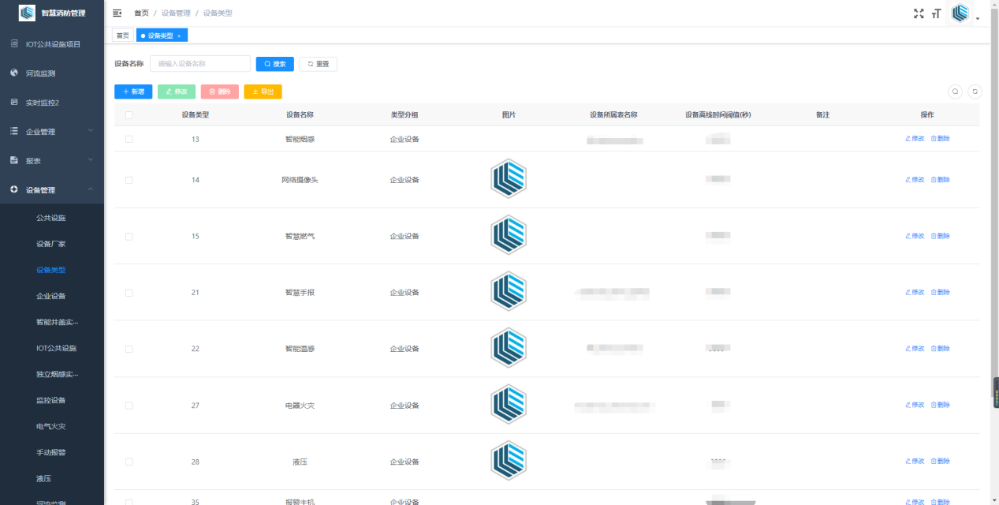 智慧消防管理
首页 / 设备管理 / 设备类型
首页
设备类型 ×
IOT公共设施项目
河流监测
实时监控2
企业管理
报表
设备管理
公共设施
设备厂家
设备类型
企业设备
智能井盖实...
IOT公共设施
独立烟感实...
监控设备
电气火灾
手动报警
液压
河流监测
设备名称 请输入设备名称 搜索 重置
新增 修改 删除 导出
设备类型 设备名称 类型分组 图片 设备所属表名称 设备离线时间阈值(秒) 备注 操作
13 智能烟感 企业设备 修改 删除
14 网络摄像头 企业设备 修改 删除
15 智慧燃气 企业设备 修改 删除
21 智慧手报 企业设备 修改 删除
22 智能温感 企业设备 修改 删除
27 电器火灾 企业设备 修改 删除
28 液压 企业设备 修改 删除
35 报警主机 企业设备 修改 删除